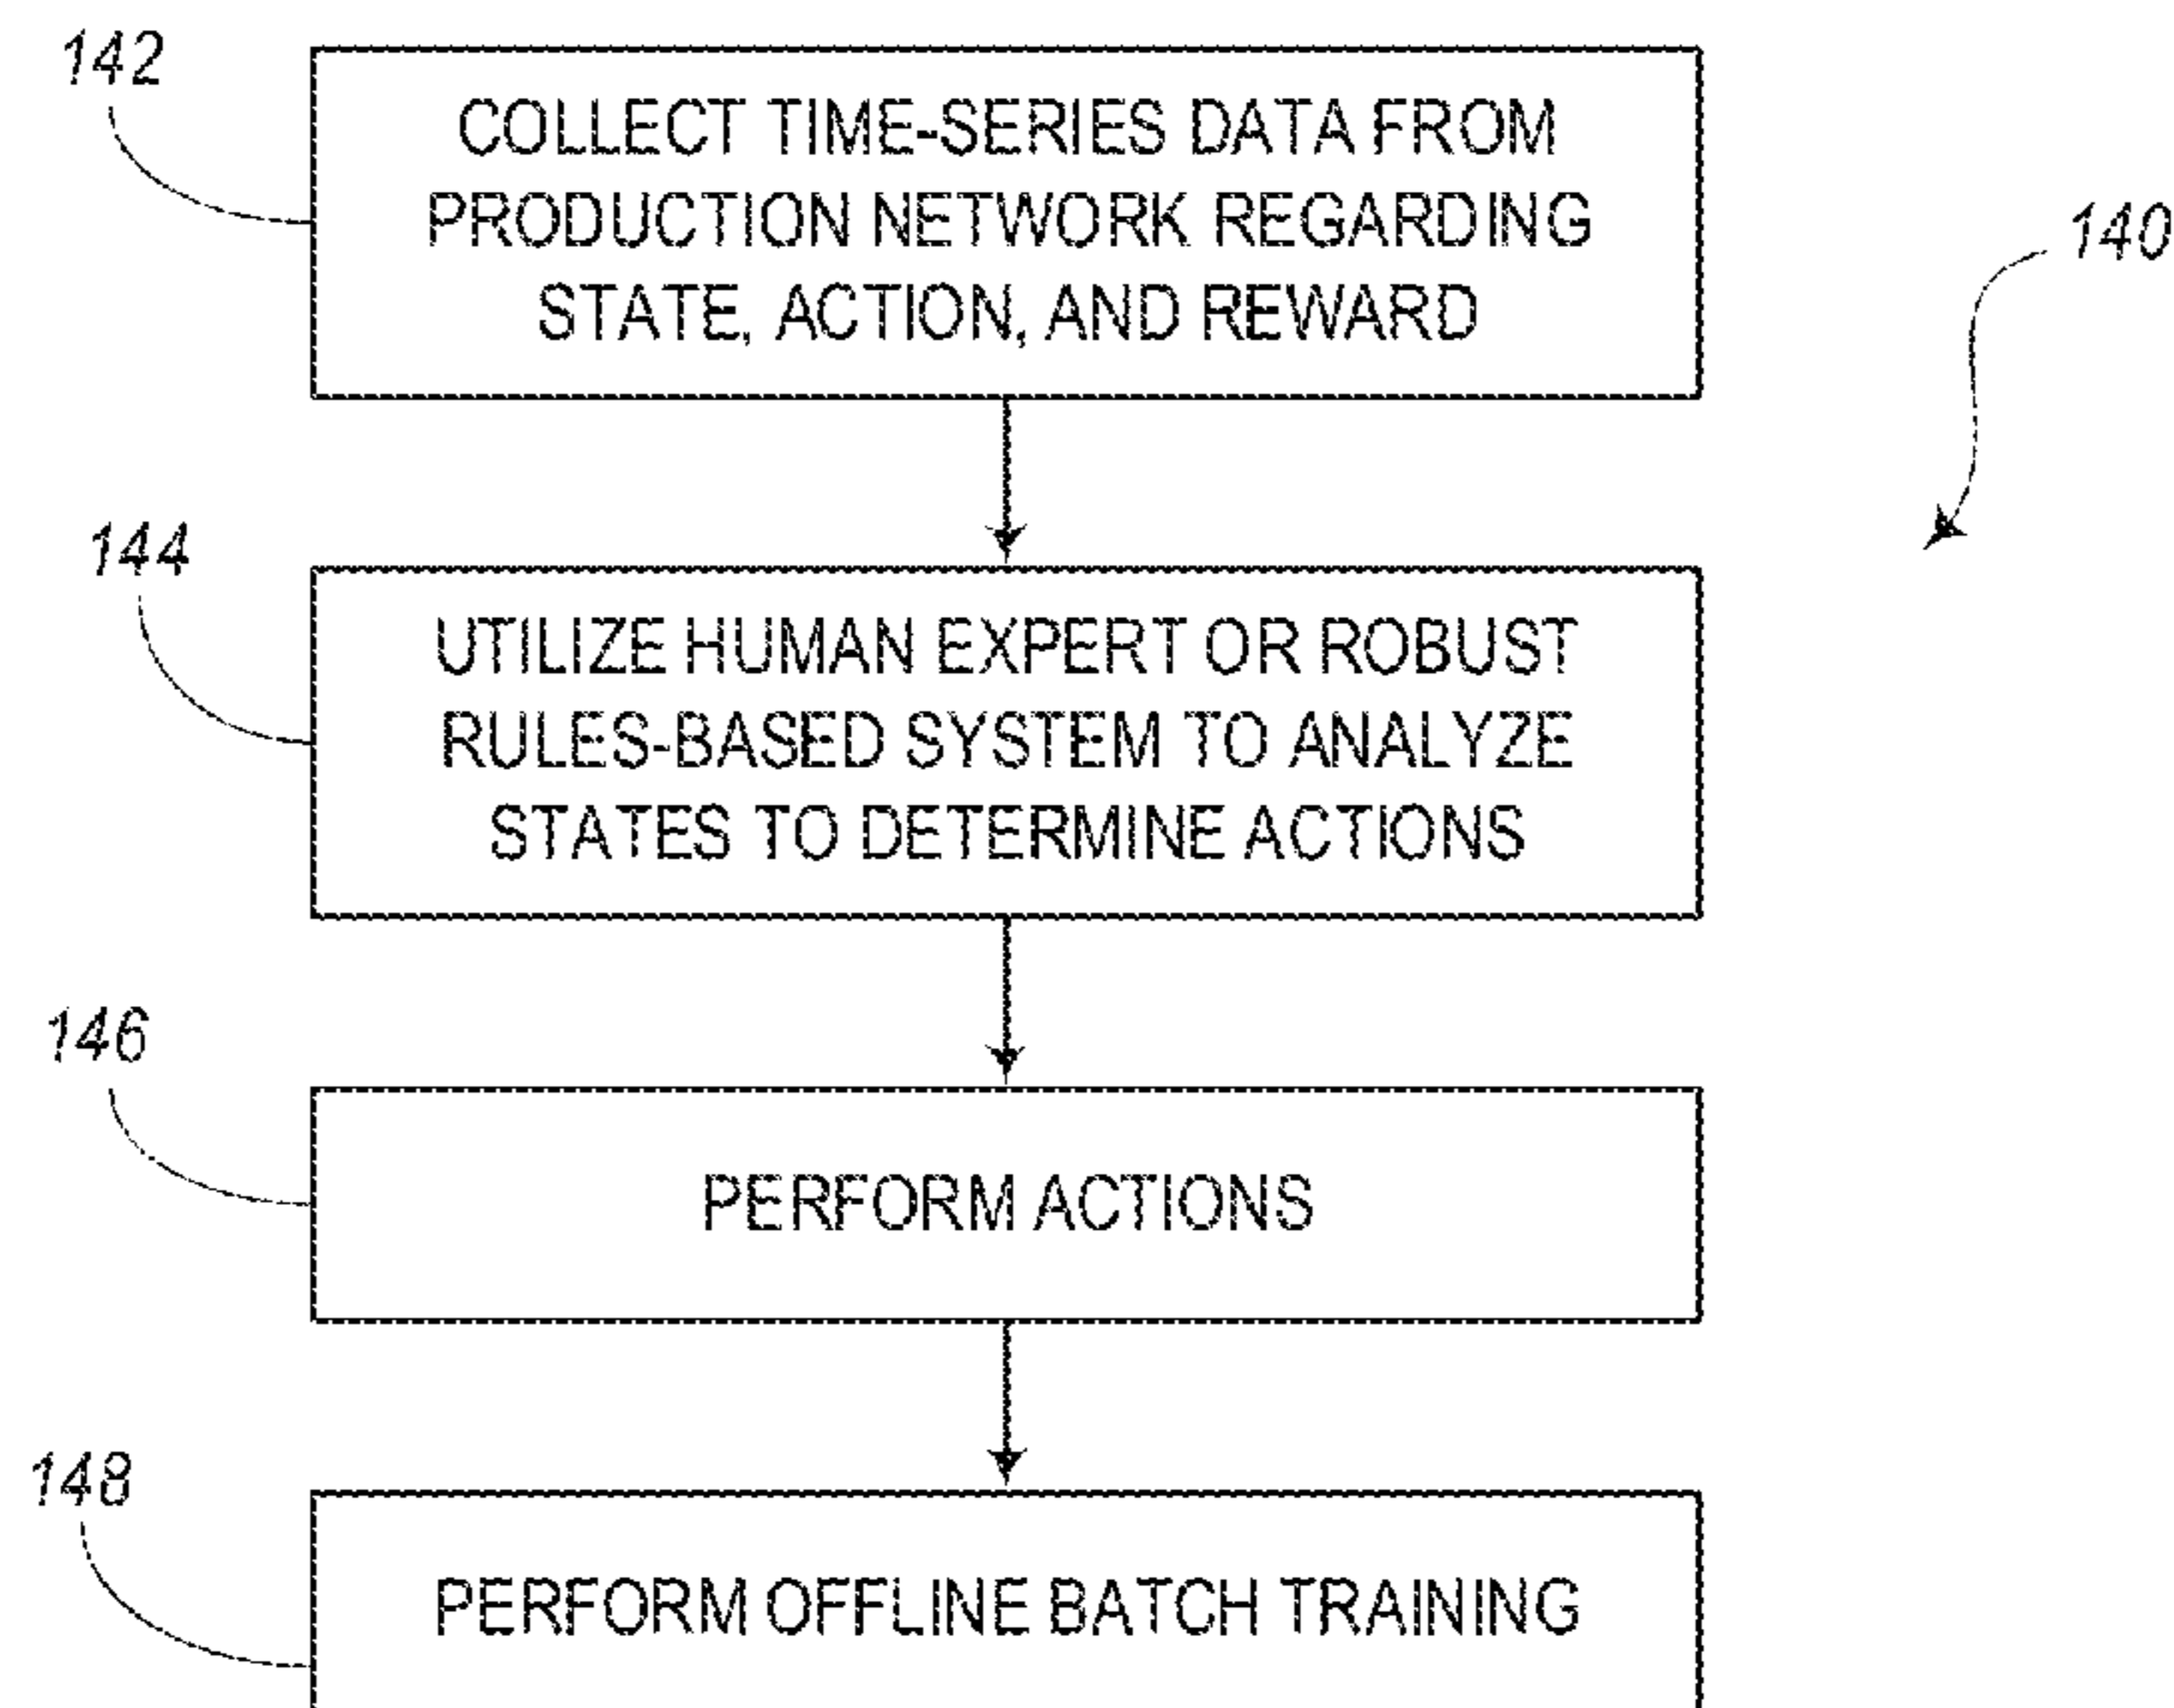 142
COLLECT TIME-SERIES DATA FROM
PRODUCTION NETWORK REGARDING
STATE, ACTION, AND REWARD
140
144
UTILIZE HUMAN EXPERT OR ROBUST
RULES-BASED SYSTEM TO ANALYZE
STATES TO DETERMINE ACTIONS
146
PERFORM ACTIONS
148
PERFORM OFFLINE BATCH TRAINING